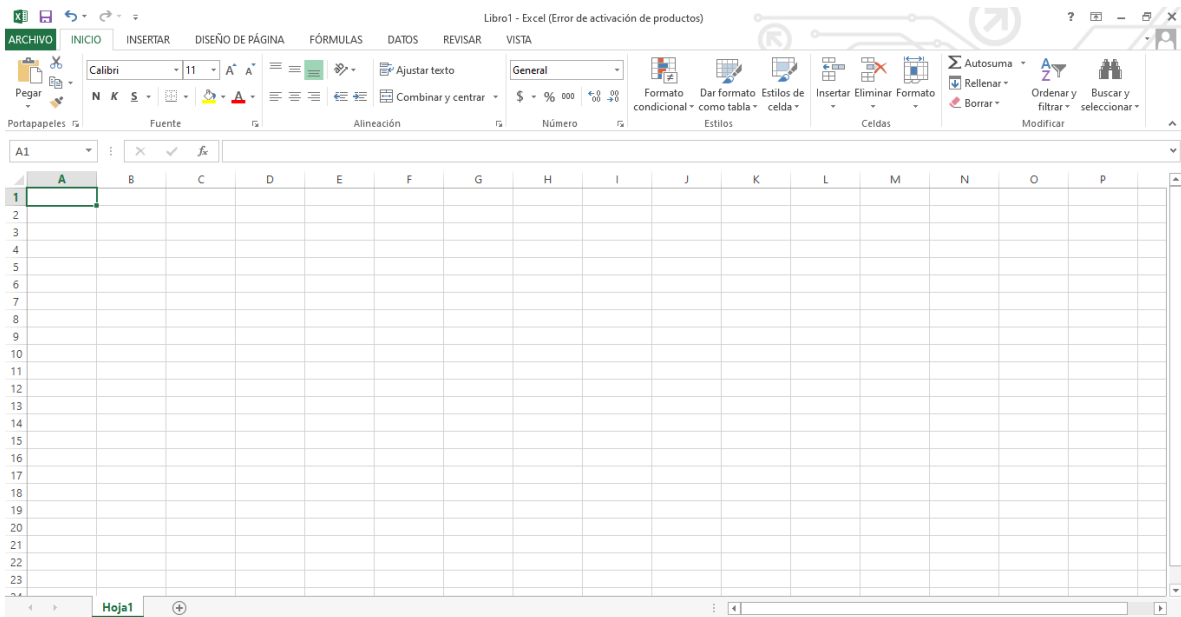 Libro1 - Excel (Error de activación de productos)
ARCHIVO INICIO INSERTAR DISEÑO DE PÁGINA FÓRMULAS DATOS REVISAR VISTA
Calibri 11 Ajustar texto General Autosuma
Pegar Rellenar
N K S A Combinar y centrar $ % 000 Borrar
Formato condicional Dar formato como tabla Estilos de celda Insertar Eliminar Formato Ordenar y filtrar Buscar y seleccionar
Portapapeles Fuente Alineación Número Estilos Celdas Modificar
A1 fx
A B C D E F G H I J K L M N O P
1
2
3
4
5
6
7
8
9
10
11
12
13
14
15
16
17
18
19
20
21
22
23
24
Hoja1